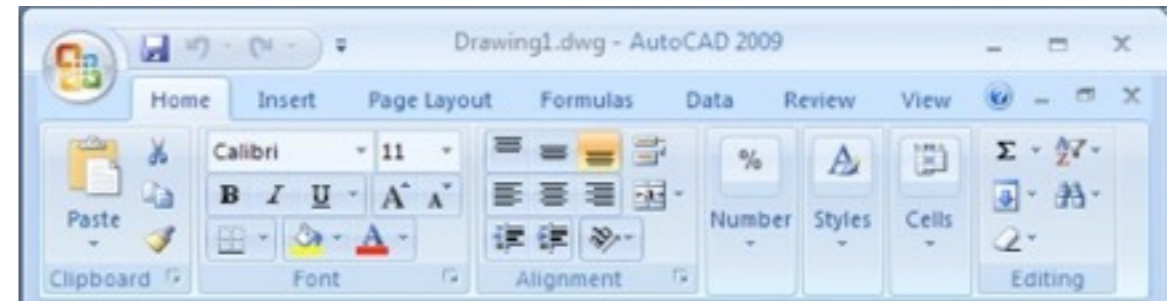 Drawing1.dwg - AutoCAD 2009
Home Insert Page Layout Formulas Data Review View
Calibri 11 % A Σ A Z
B I U A A
Paste Number Styles Cells
A
Clipboard Font Alignment Editing